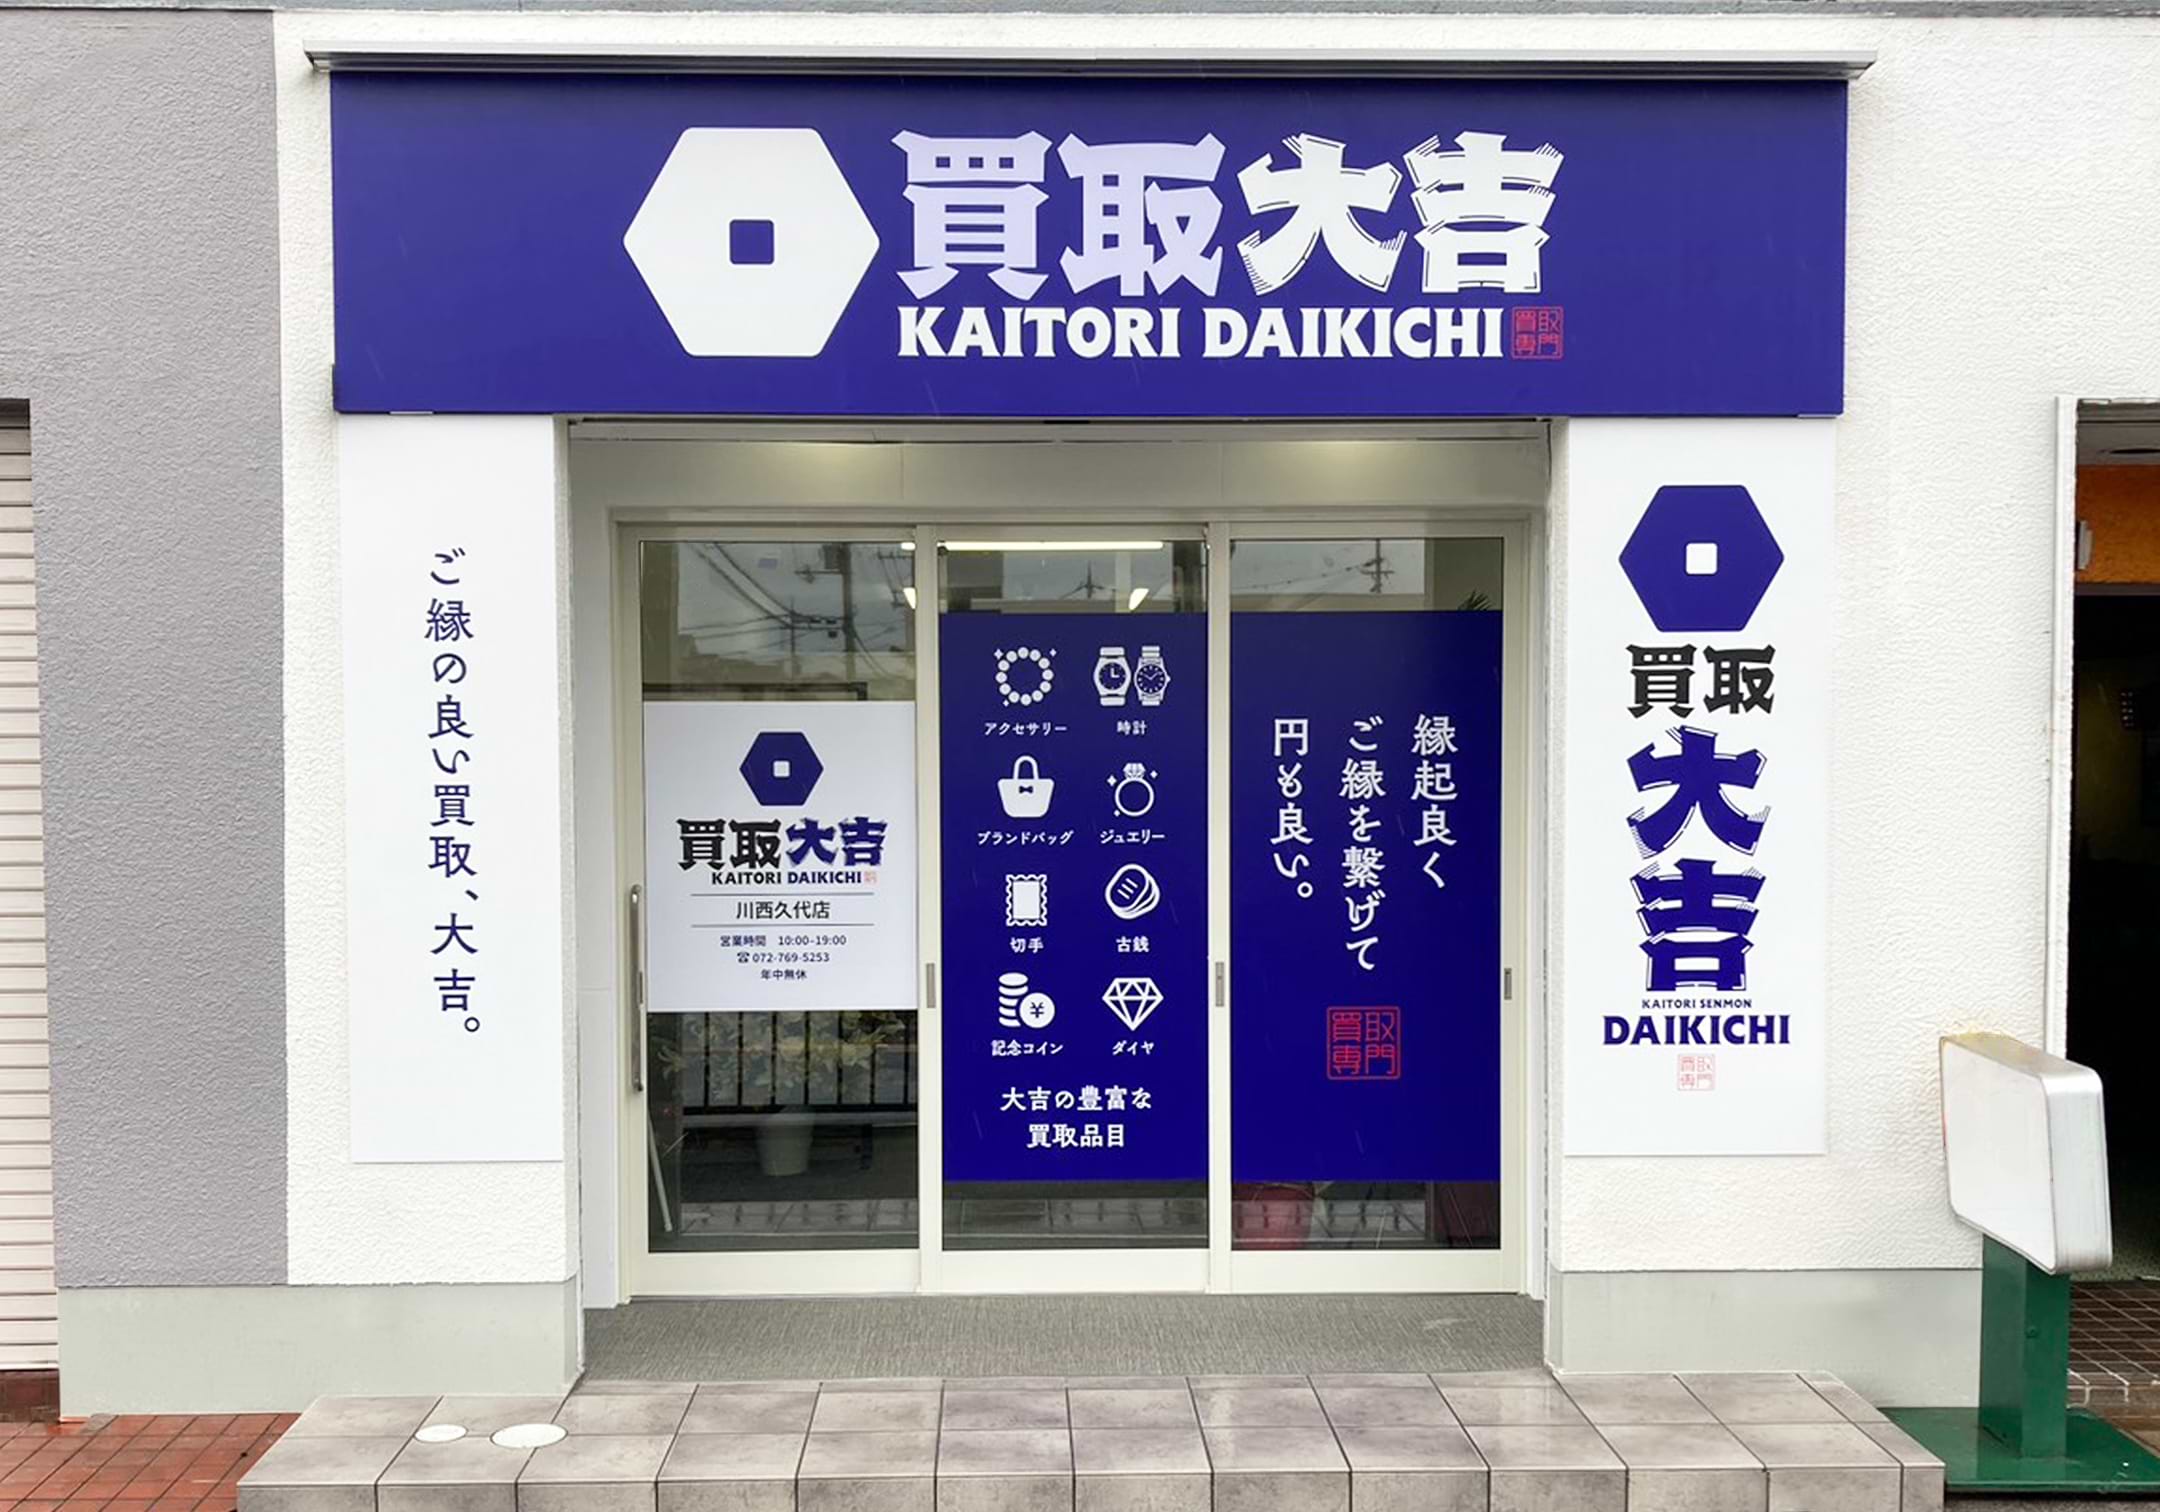 買取大吉
KAITORI DAIKICHI
買取
専門
ご縁の良い買取、大吉。
買取大吉
KAITORI DAIKICHI
川西久代店
営業時間 10:00-19:00
☎072-769-5253
年中無休
アクセサリー
時計
ブランドバッグ
ジュエリー
切手
古銭
記念コイン
ダイヤ
大吉の豊富な
買取品目
縁起良く
ご縁を繋げて
円も良い。
買取
専門
買取
大
吉
KAITORI SENMON
DAIKICHI
買取
専門